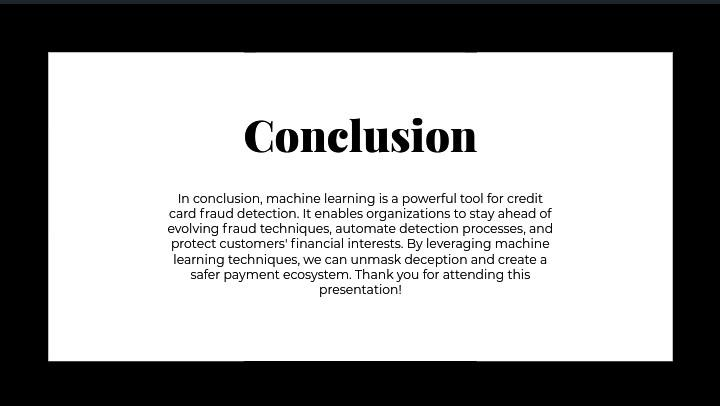 Conclusion
In conclusion, machine learning is a powerful tool for credit
card fraud detection. It enables organizations to stay ahead of
evolving fraud techniques, automate detection processes, and
protect customers' financial interests. By leveraging machine
learning techniques, we can unmask deception and create a
safer payment ecosystem. Thank you for attending this
presentation!